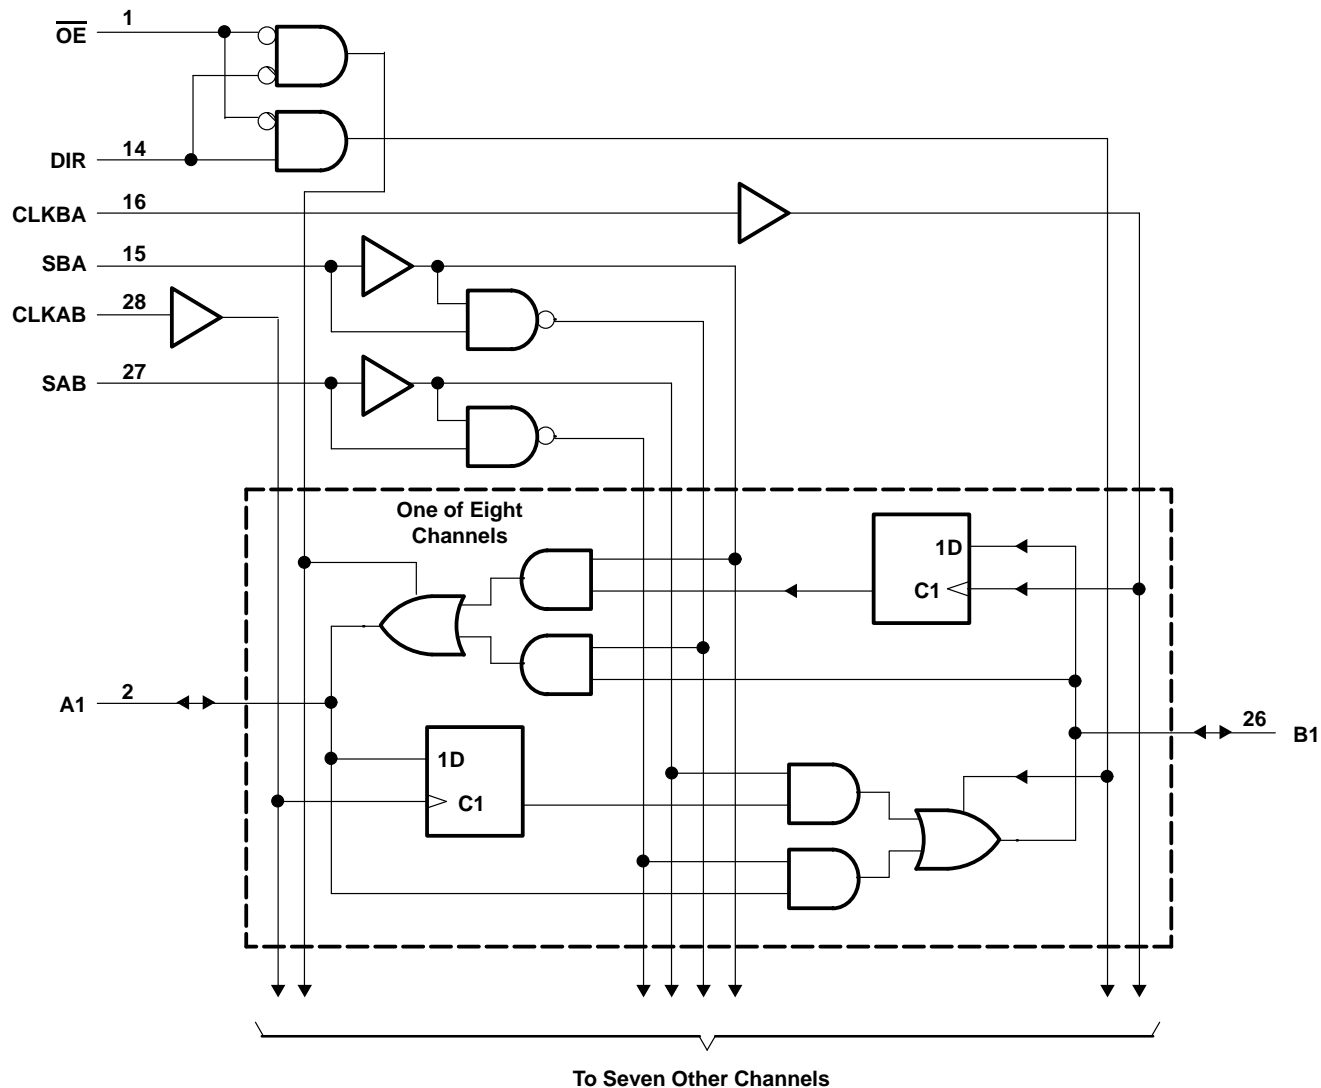 1
O̅E̅
14
DIR
16
CLKBA
15
SBA
28
CLKAB
27
SAB
One of Eight
Channels
1D
C1
2
A1
26
B1
1D
C1
To Seven Other Channels